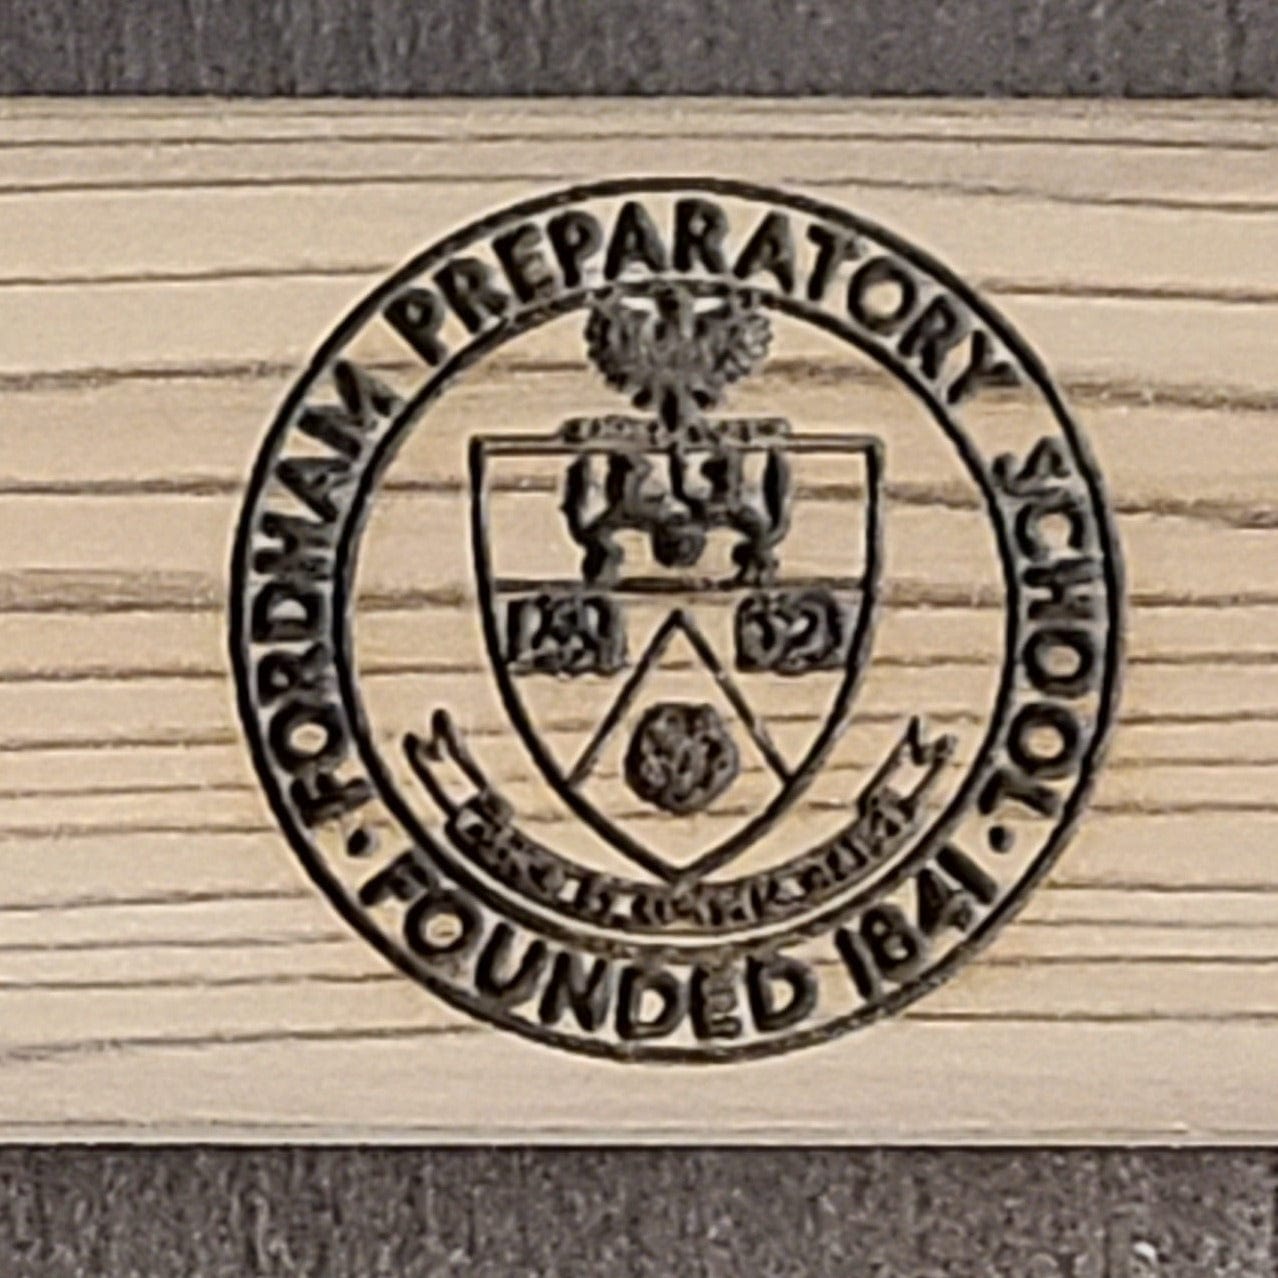 FORDHAM PREPARATORY SCHOOL
· FOUNDED 1841 ·